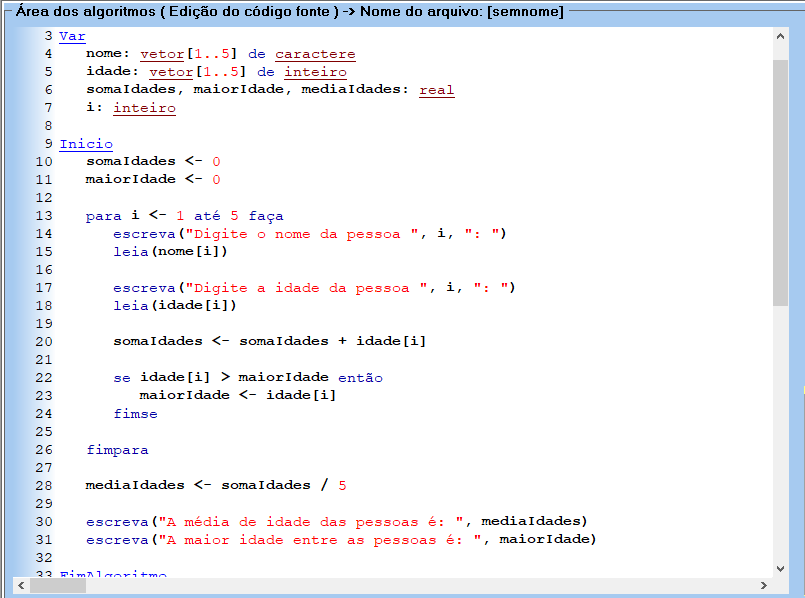 Área dos algoritmos ( Edição do código fonte ) -> Nome do arquivo: [semnome]
3 Var
4 nome: vetor[1..5] de caractere
5 idade: vetor[1..5] de inteiro
6 somaIdades, maiorIdade, mediaIdades: real
7 i: inteiro
8
9 Inicio
10 somaIdades <- 0
11 maiorIdade <- 0
12
13 para i <- 1 até 5 faça
14 escreva("Digite o nome da pessoa ", i, ": ")
15 leia(nome[i])
16
17 escreva("Digite a idade da pessoa ", i, ": ")
18 leia(idade[i])
19
20 somaIdades <- somaIdades + idade[i]
21
22 se idade[i] > maiorIdade então
23 maiorIdade <- idade[i]
24 fimse
25
26 fimpara
27
28 mediaIdades <- somaIdades / 5
29
30 escreva("A média de idade das pessoas é: ", mediaIdades)
31 escreva("A maior idade entre as pessoas é: ", maiorIdade)
32
33 FimAlgoritmo